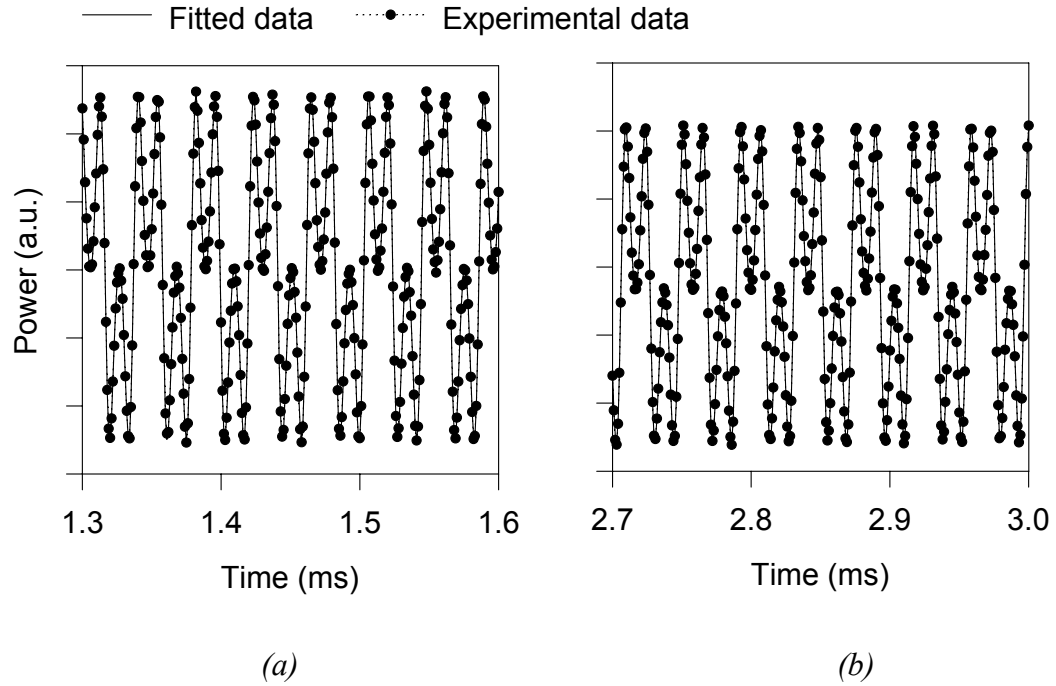 Fitted data Experimental data
Power (a.u.)
1.3 1.4 1.5 1.6
2.7 2.8 2.9 3.0
Time (ms)
Time (ms)
(a)
(b)